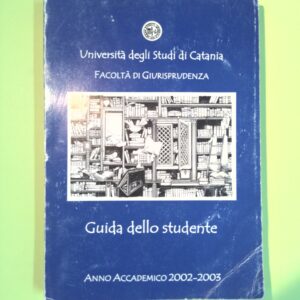 Università degli Studi di Catania
Facoltà di Giurisprudenza
Guida dello studente
Anno Accademico 2002-2003